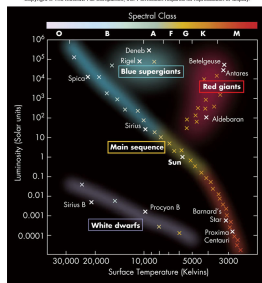 Spectral Class
O B A F G K M
10⁶
10⁵
10⁴
10³
10²
10
1
0.1
0.01
0.001
0.0001
Luminosity (Solar units)
Deneb
Rigel
Blue supergiants
Betelgeuse
Antares
Spica
Red giants
Aldebaran
Sirius
Main sequence
Sun
Sirius B
Procyon B
White dwarfs
Barnard's
Star
Proxima
Centauri
30,000 20,000 10,000 5000 3000
Surface Temperature (Kelvins)